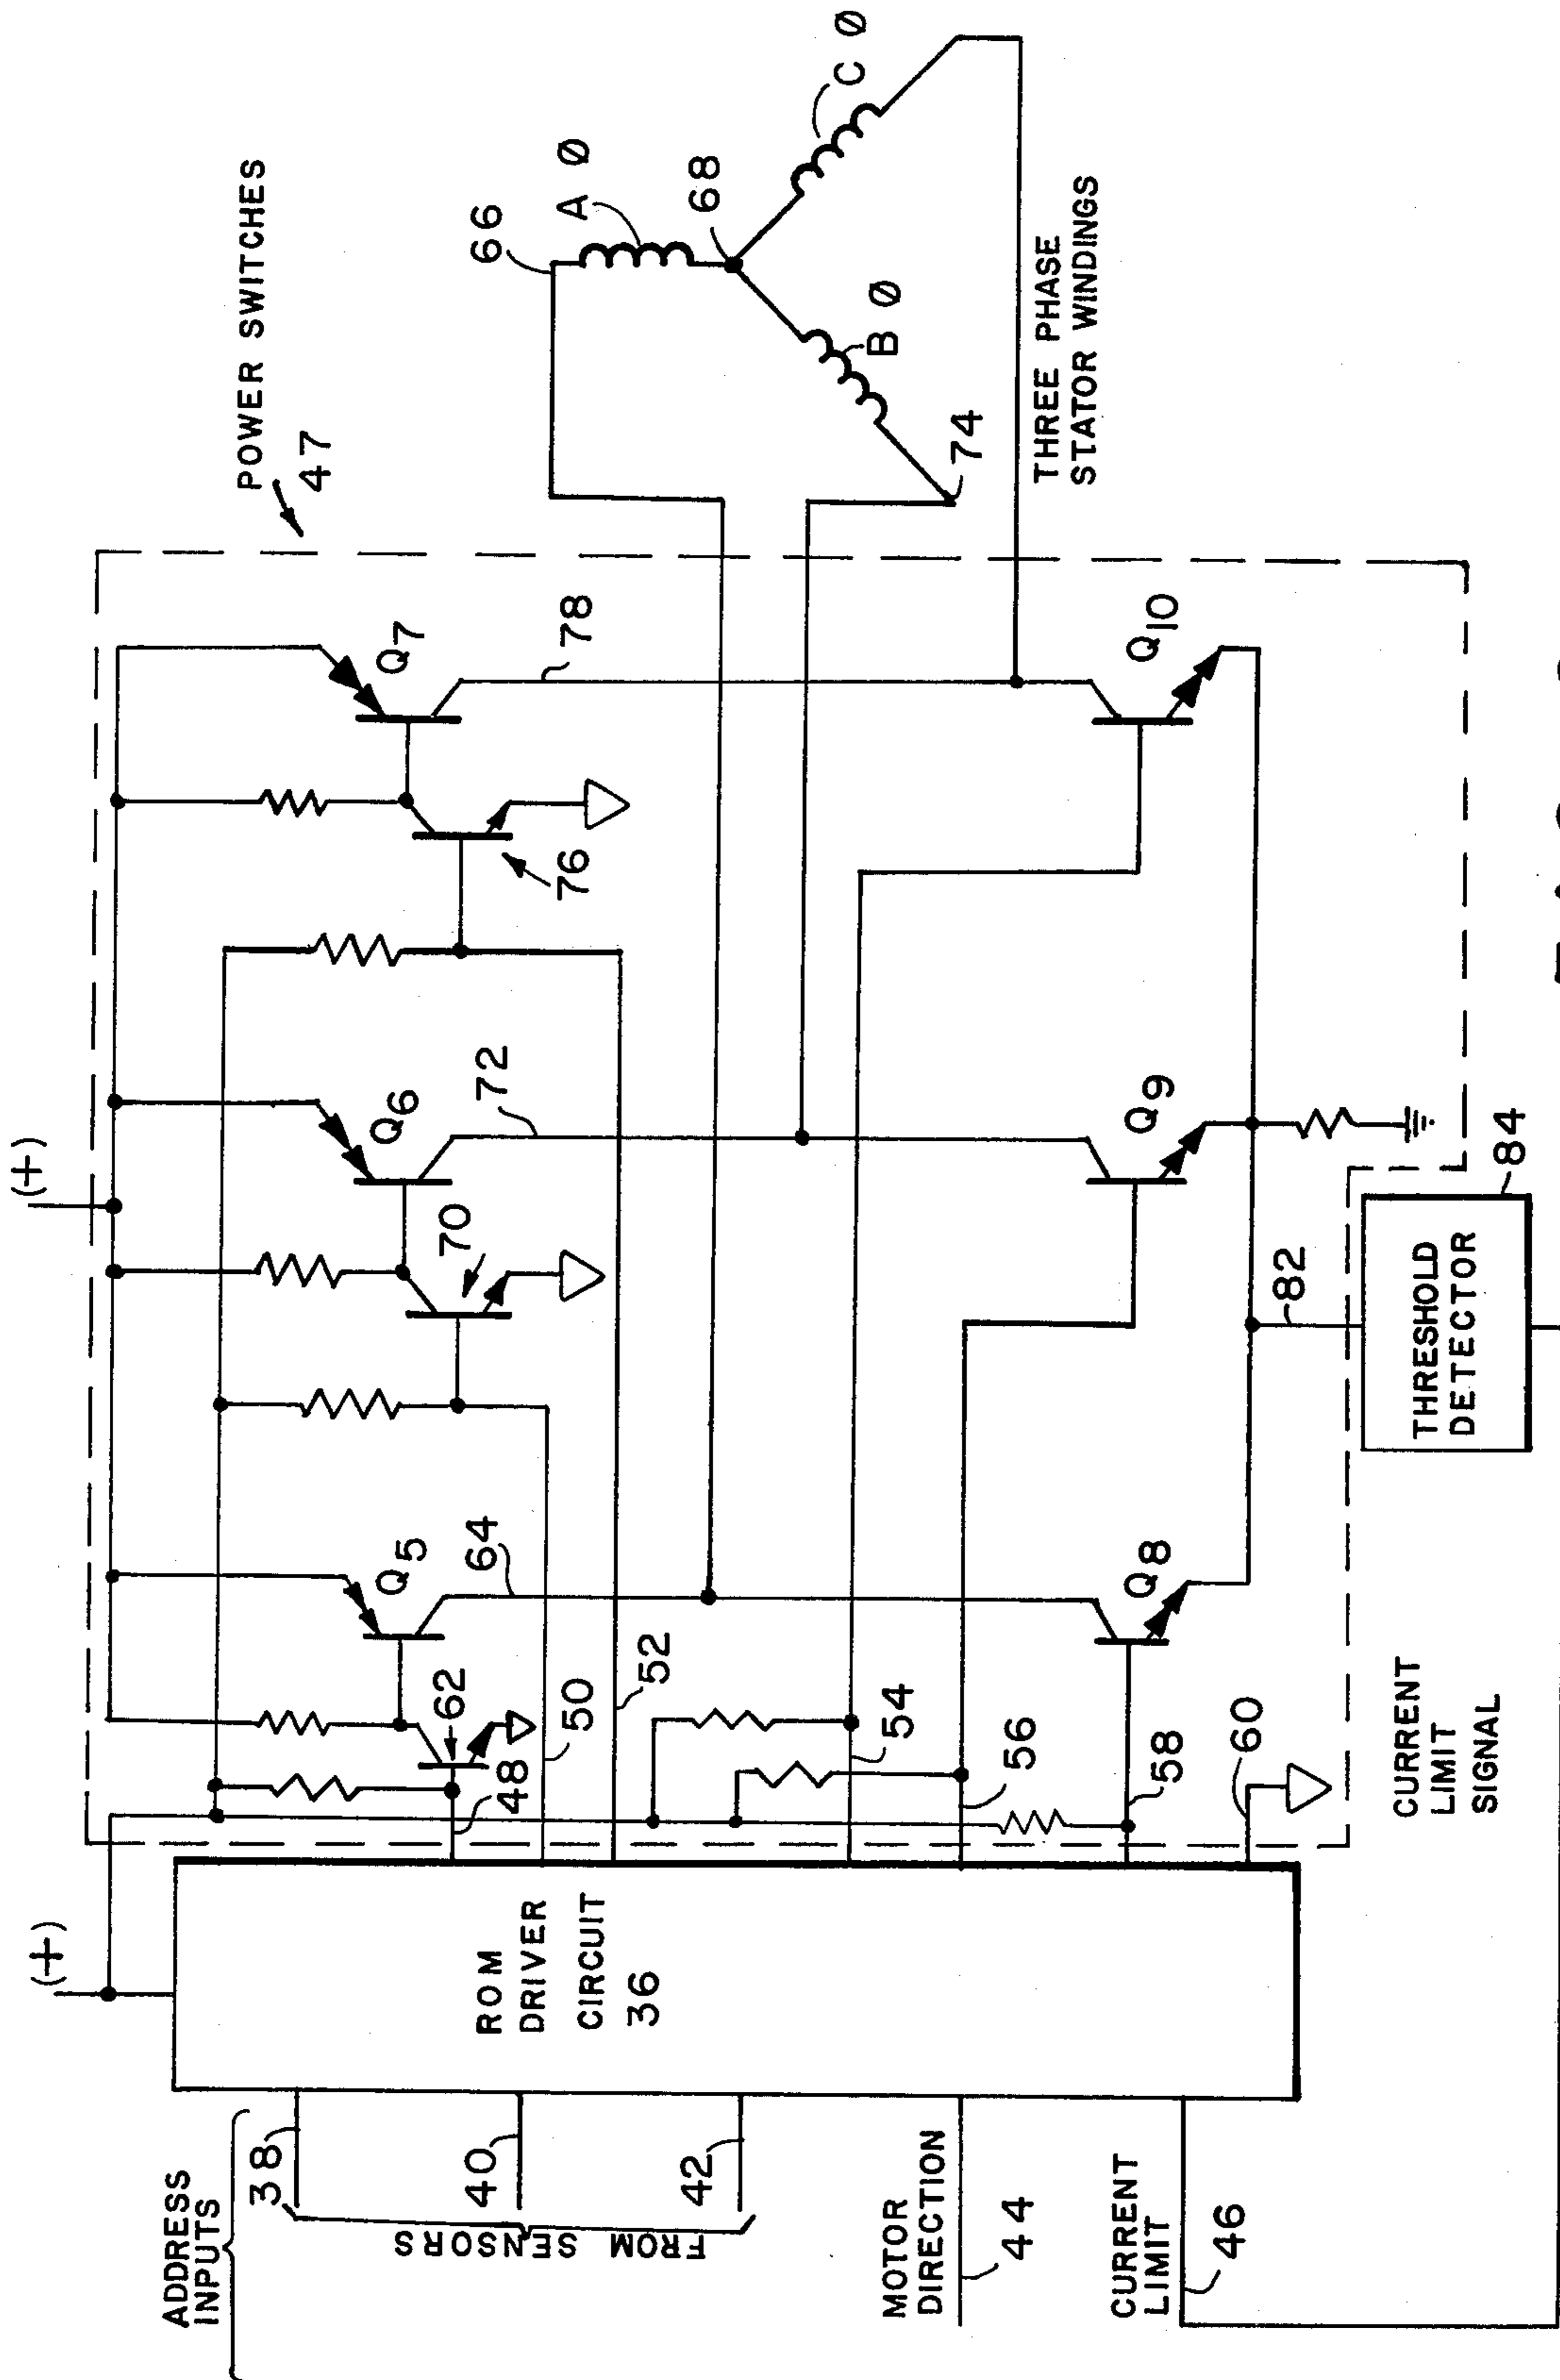 (+)
(+)
POWER SWITCHES
47
ADDRESS
INPUTS
38
40
42
FROM SENSORS
MOTOR
DIRECTION
44
CURRENT
LIMIT
46
ROM
DRIVER
CIRCUIT
36
48
50
52
54
56
58
60
62
Q5
64
70
Q6
72
76
Q7
78
Q8
Q9
Q10
66
A Ø
68
B Ø
C Ø
74
THREE PHASE
STATOR WINDINGS
82
THRESHOLD
DETECTOR
84
CURRENT
LIMIT
SIGNAL